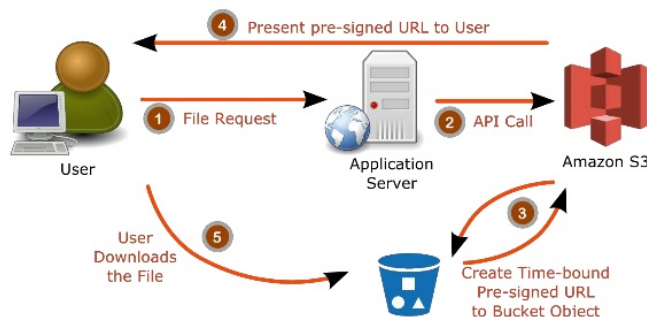 4 Present pre-signed URL to User
1 File Request
2 API Call
User
Application
Server
Amazon S3
3
5
User
Downloads
the File
Create Time-bound
Pre-signed URL
to Bucket Object